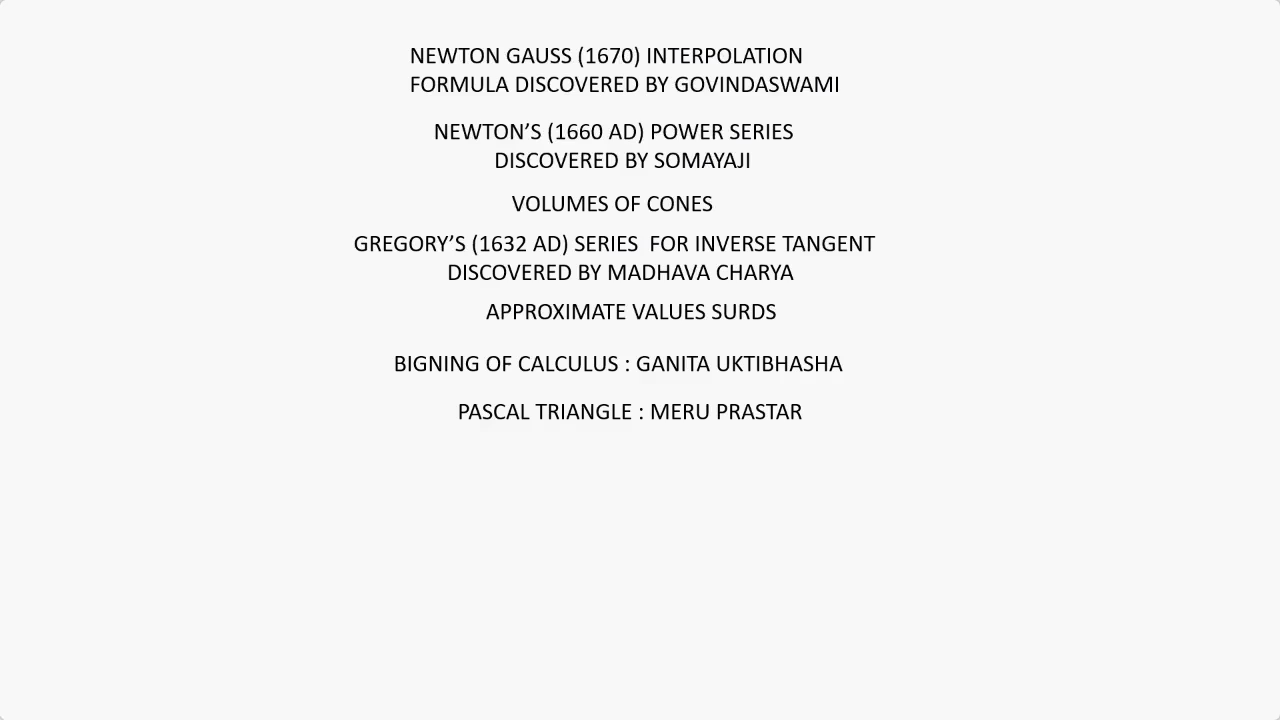 NEWTON GAUSS (1670) INTERPOLATION
FORMULA DISCOVERED BY GOVINDASWAMI
NEWTON’S (1660 AD) POWER SERIES
DISCOVERED BY SOMAYAJI
VOLUMES OF CONES
GREGORY’S (1632 AD) SERIES  FOR INVERSE TANGENT
DISCOVERED BY MADHAVA CHARYA
APPROXIMATE VALUES SURDS
BIGNING OF CALCULUS : GANITA UKTIBHASHA
PASCAL TRIANGLE : MERU PRASTAR